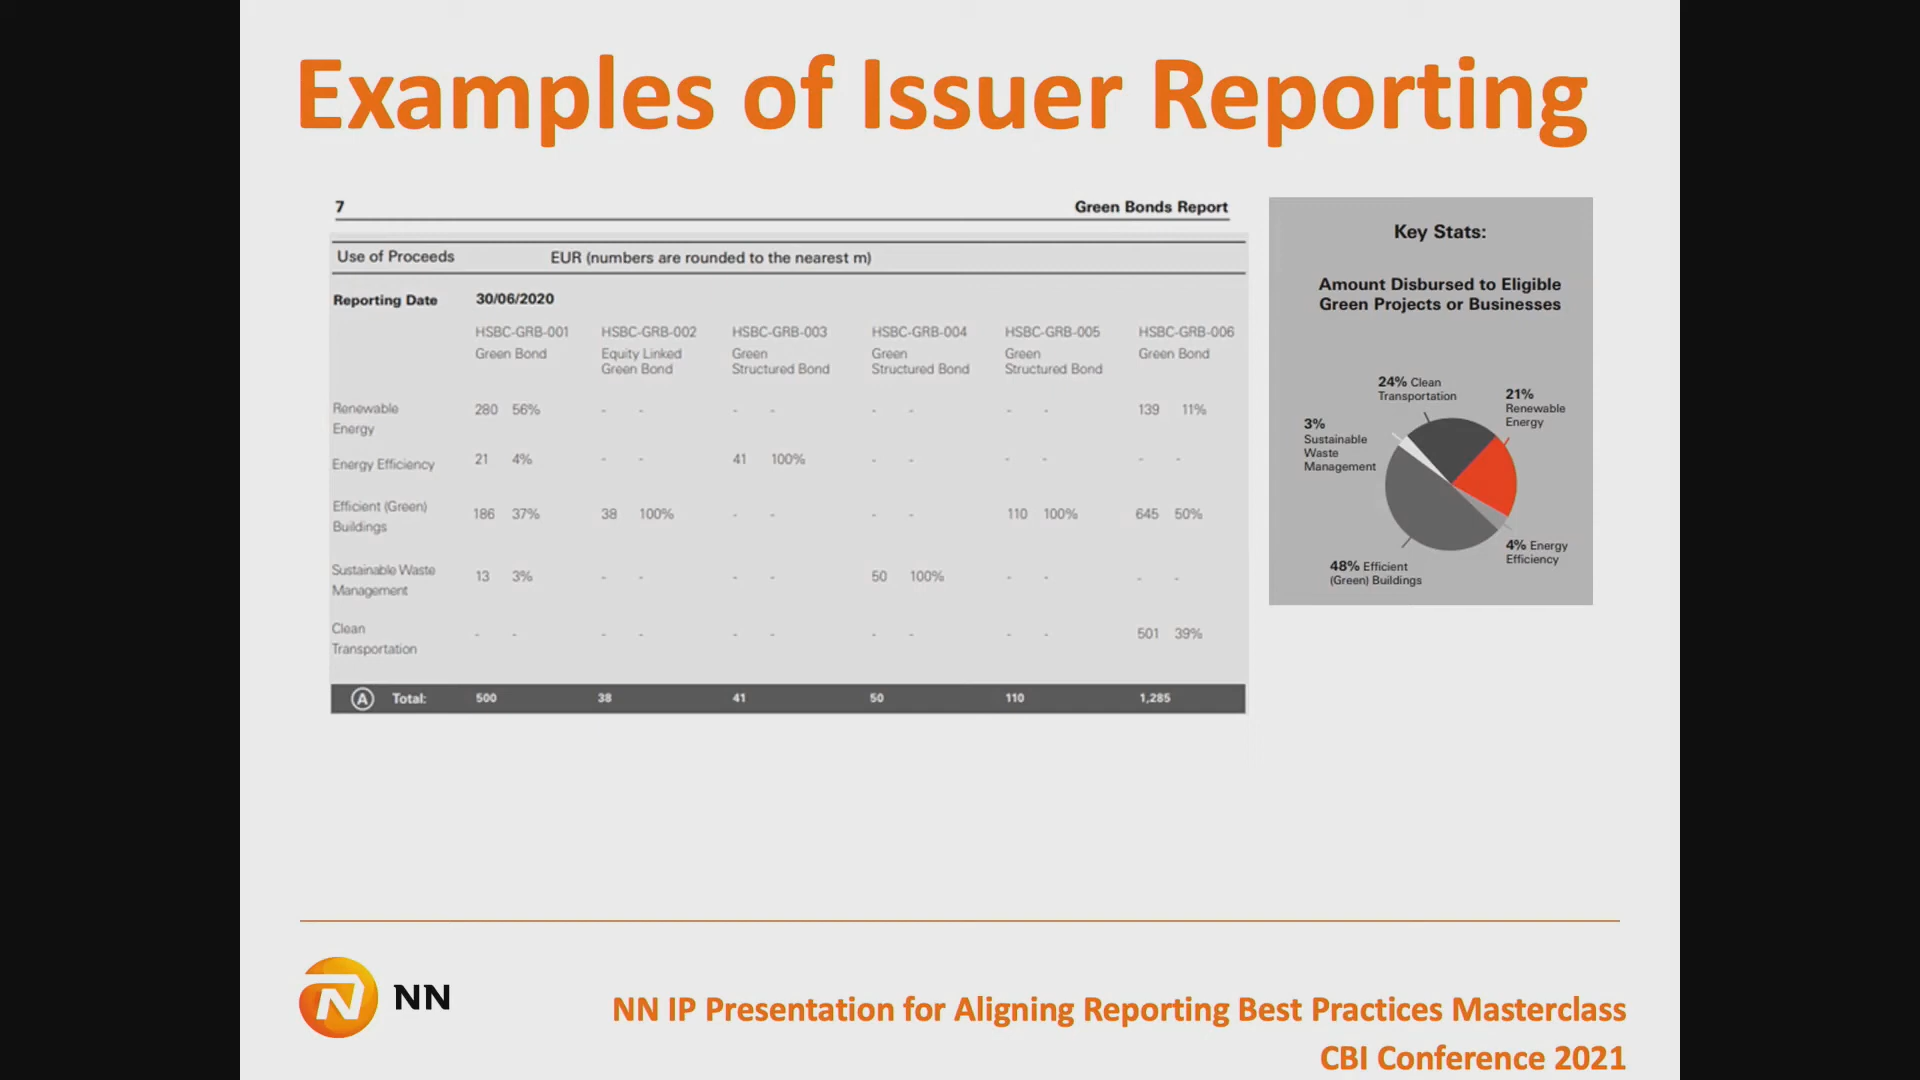 Examples of Issuer Reporting
7 Green Bonds Report
Use of Proceeds EUR (numbers are rounded to the nearest m)
Reporting Date 30/06/2020
HSBC-GRB-001 HSBC-GRB-002 HSBC-GRB-003 HSBC-GRB-004 HSBC-GRB-005 HSBC-GRB-006
Green Bond Equity Linked Green Green Green Green Bond
Green Bond Structured Bond Structured Bond Structured Bond
Renewable 280 56% - - - - - - - - 139 11%
Energy
Energy Efficiency 21 4% - - 41 100% - - - - - -
Efficient (Green) 186 37% 38 100% - - - - 110 100% 645 50%
Buildings
Sustainable Waste 13 3% - - - - 50 100% - - - -
Management
Clean - - - - - - - - - - 501 39%
Transportation
A Total: 500 38 41 50 110 1,285
Key Stats:
Amount Disbursed to Eligible
Green Projects or Businesses
24% Clean
Transportation
21%
Renewable
Energy
3%
Sustainable
Waste
Management
4% Energy
Efficiency
48% Efficient
(Green) Buildings
NN
NN IP Presentation for Aligning Reporting Best Practices Masterclass
CBI Conference 2021